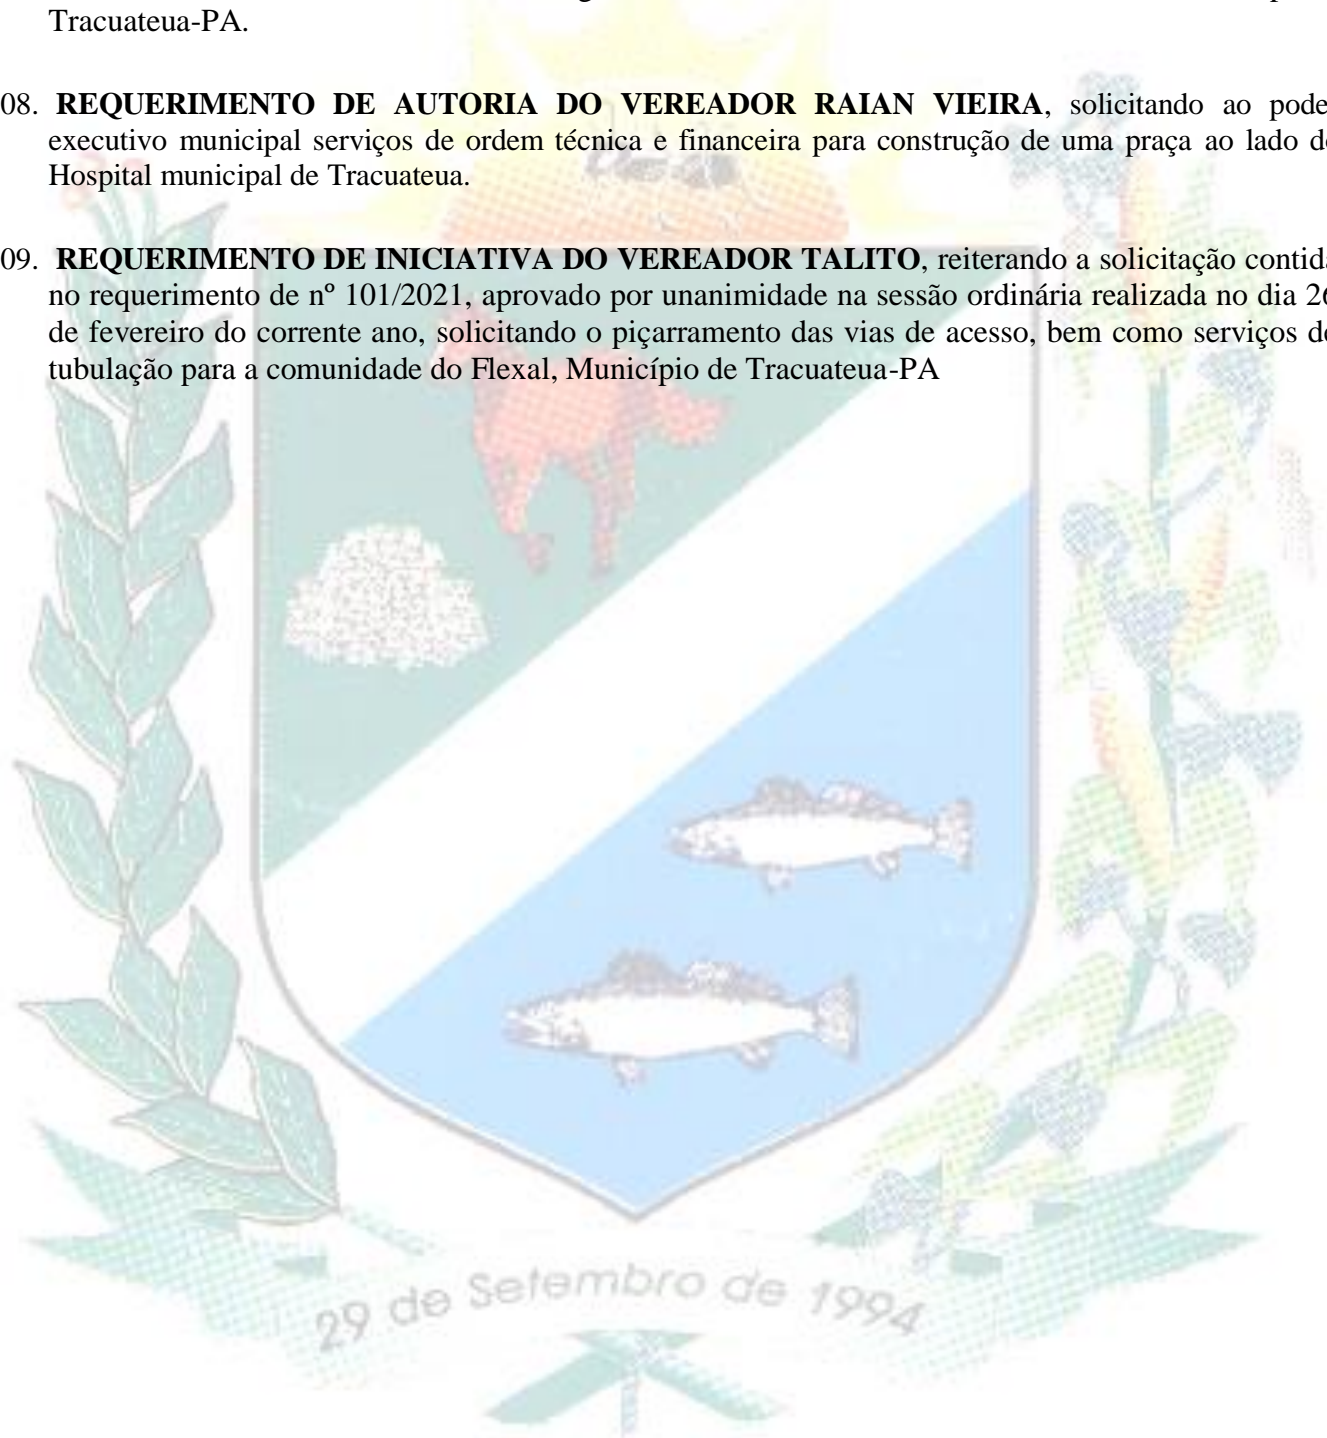 Tracuateua-PA.
08. REQUERIMENTO DE AUTORIA DO VEREADOR RAIAN VIEIRA, solicitando ao pode
executivo municipal serviços de ordem técnica e financeira para construção de uma praça ao lado d
Hospital municipal de Tracuateua.
09. REQUERIMENTO DE INICIATIVA DO VEREADOR TALITO, reiterando a solicitação contida
no requerimento de nº 101/2021, aprovado por unanimidade na sessão ordinária realizada no dia 26
de fevereiro do corrente ano, solicitando o piçarramento das vias de acesso, bem como serviços de
tubulação para a comunidade do Flexal, Município de Tracuateua-PA
29 de Setembro de 1994